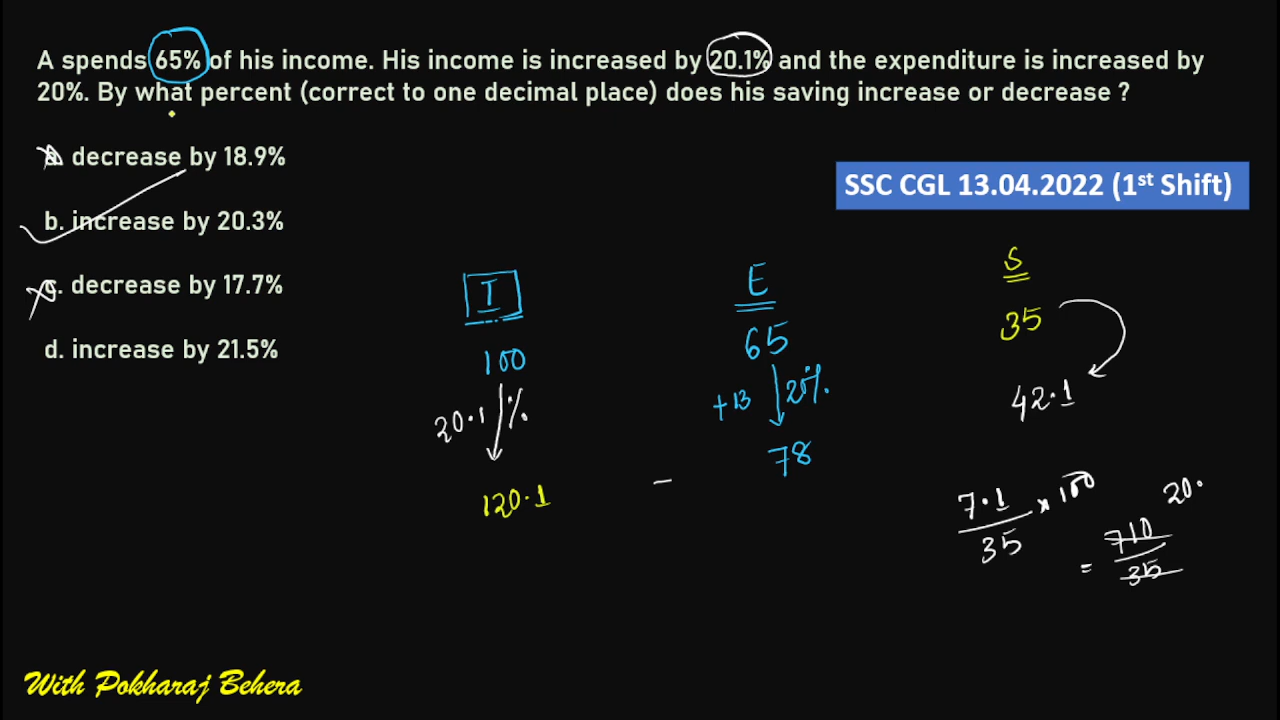 A spends 65% of his income. His income is increased by 20.1% and the expenditure is increased by
20%. By what percent (correct to one decimal place) does his saving increase or decrease ?
a. decrease by 18.9%
SSC CGL 13.04.2022 (1st Shift)
b. increase by 20.3%
c. decrease by 17.7%
d. increase by 21.5%
I E S
100 65 35
20.1 % +13 20% 42.1
120.1 - 78
7.1/35 × 100 = 710/35 20.
With Pokharaj Behera